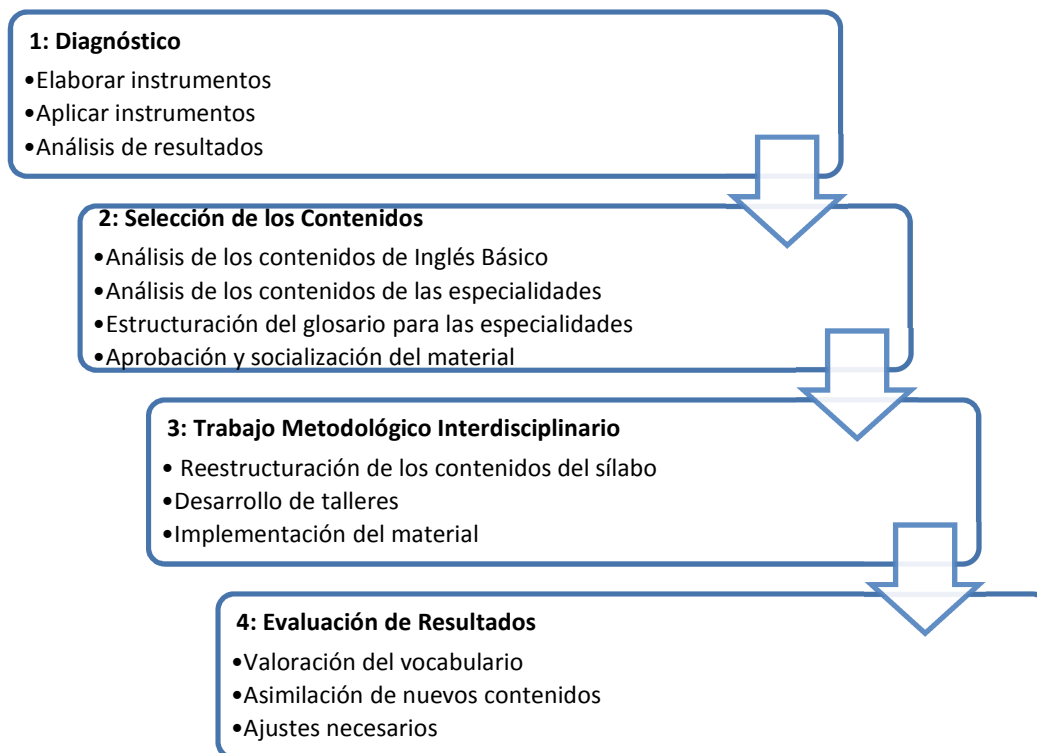 1: Diagnóstico
•Elaborar instrumentos
•Aplicar instrumentos
•Análisis de resultados
2: Selección de los Contenidos
•Análisis de los contenidos de Inglés Básico
•Análisis de los contenidos de las especialidades
•Estructuración del glosario para las especialidades
•Aprobación y socialización del material
3: Trabajo Metodológico Interdisciplinario
• Reestructuración de los contenidos del sílabo
•Desarrollo de talleres
•Implementación del material
4: Evaluación de Resultados
•Valoración del vocabulario
•Asimilación de nuevos contenidos
•Ajustes necesarios